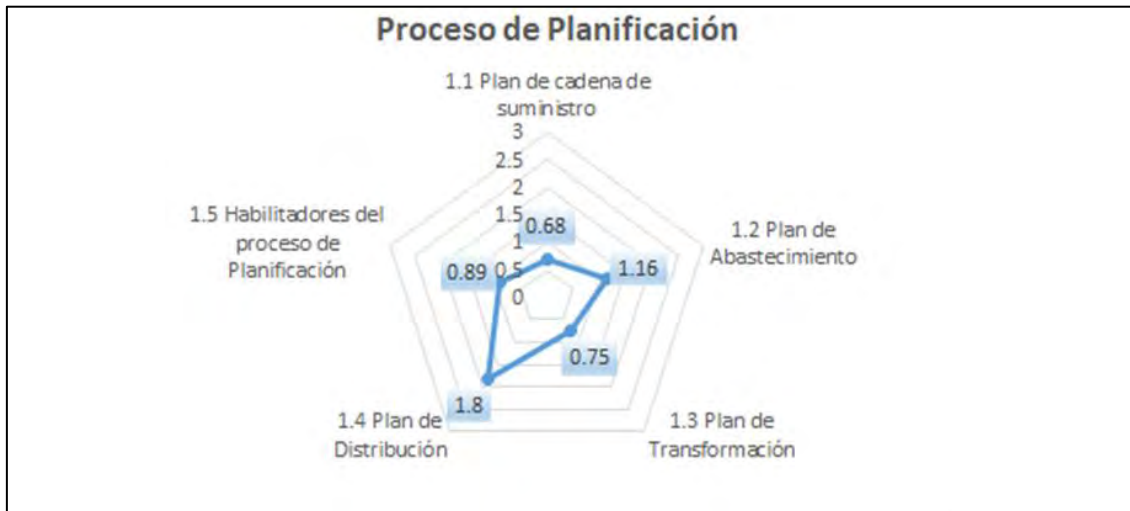 Proceso de Planificación
1.1 Plan de cadena de
suministro
3
2.5
2
1.5
1
0.5
0
0.68
1.16
0.75
1.8
0.89
1.2 Plan de
Abastecimiento
1.3 Plan de
Transformación
1.4 Plan de
Distribución
1.5 Habilitadores del
proceso de
Planificación